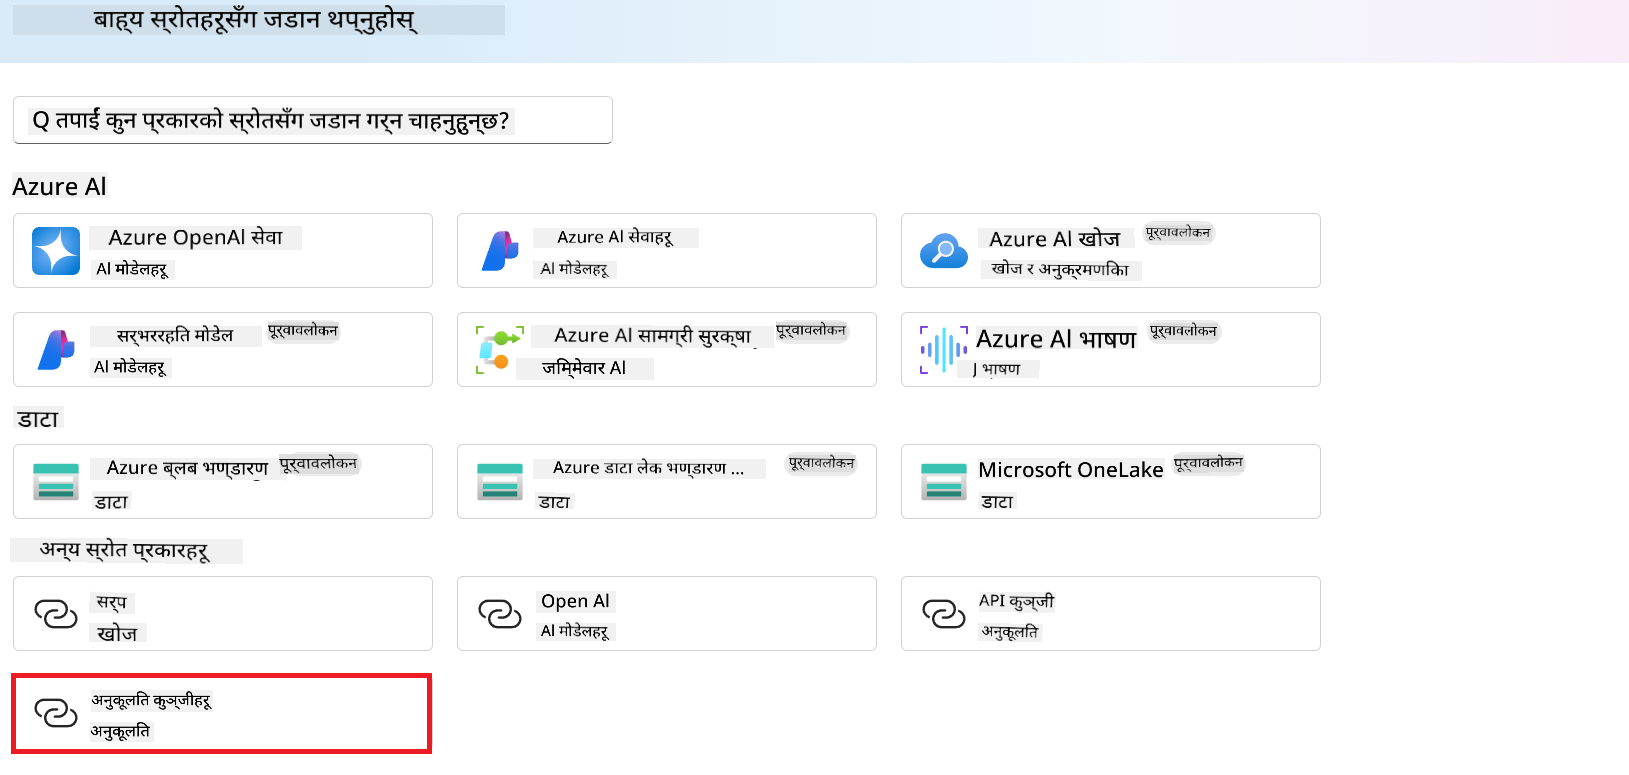 बाह्य स्रोतहरूसँग जडान थप्नुहोस्
Q तपाईं कुन प्रकारको स्रोतसँग जडान गर्न चाहनुहुन्छ?
Azure AI
Azure OpenAI सेवा
AI मोडेलहरू
Azure AI सेवाहरू
AI मोडेलहरू
Azure AI खोज
पूर्वावलोकन
खोज र अनुक्रमणिका
सर्भररहित मोडेल
पूर्वावलोकन
AI मोडेलहरू
Azure AI सामग्री सुरक्षा
पूर्वावलोकन
जिम्मेवार AI
Azure AI भाषण
पूर्वावलोकन
J भाषण
डाटा
Azure ब्लब भण्डारण
पूर्वावलोकन
डाटा
Azure डाटा लेक भण्डारण ...
पूर्वावलोकन
डाटा
Microsoft OneLake
पूर्वावलोकन
डाटा
अन्य स्रोत प्रकारहरू
सर्प
खोज
Open AI
AI मोडेलहरू
API कुञ्जी
अनुकूलित
अनुकूलित कुञ्जीहरू
अनुकूलित